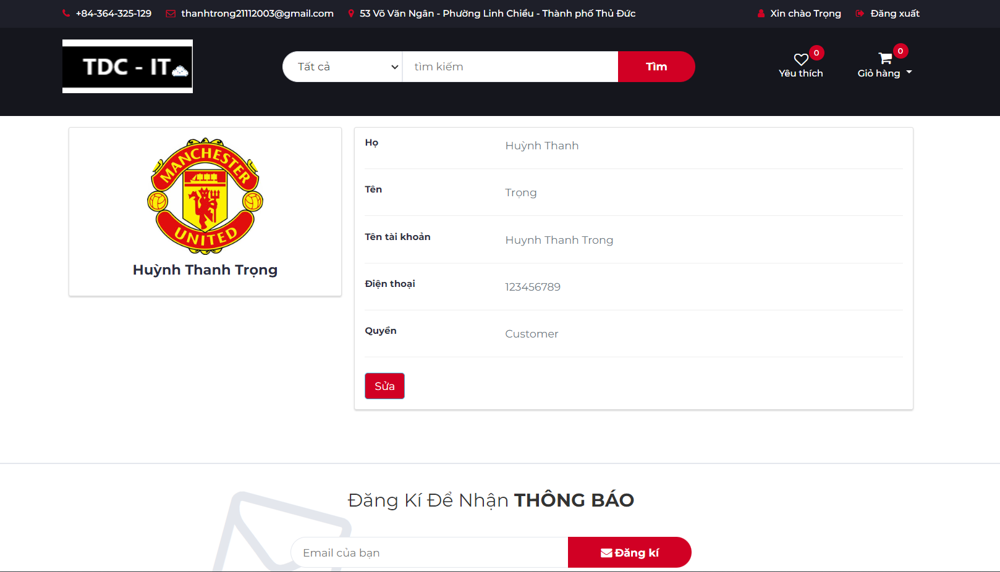 +84-364-325-129 thanhtrong21112003@gmail.com 53 Võ Văn Ngân - Phường Linh Chiểu - Thành phố Thủ Đức Xin chào Trọng Đăng xuất
TDC - IT
Tất cả tìm kiếm Tìm
0
Yêu thích
0
Giỏ hàng
MANCHESTER
UNITED
Huỳnh Thanh Trọng
Họ Huỳnh Thanh
Tên Trọng
Tên tài khoản Huynh Thanh Trong
Điện thoại 123456789
Quyền Customer
Sửa
Đăng Kí Để Nhận THÔNG BÁO
Email của bạn Đăng kí